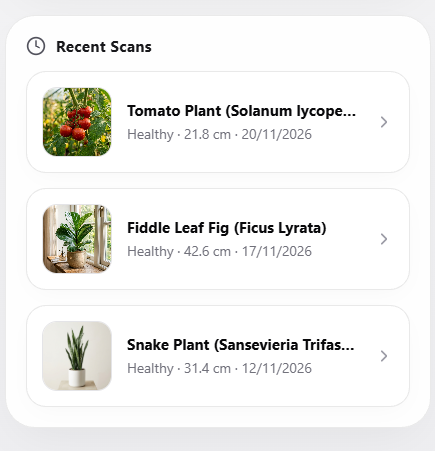 Recent Scans
Tomato Plant (Solanum lycope...
Healthy · 21.8 cm · 20/11/2026
Fiddle Leaf Fig (Ficus Lyrata)
Healthy · 42.6 cm · 17/11/2026
Snake Plant (Sansevieria Trifas...
Healthy · 31.4 cm · 12/11/2026